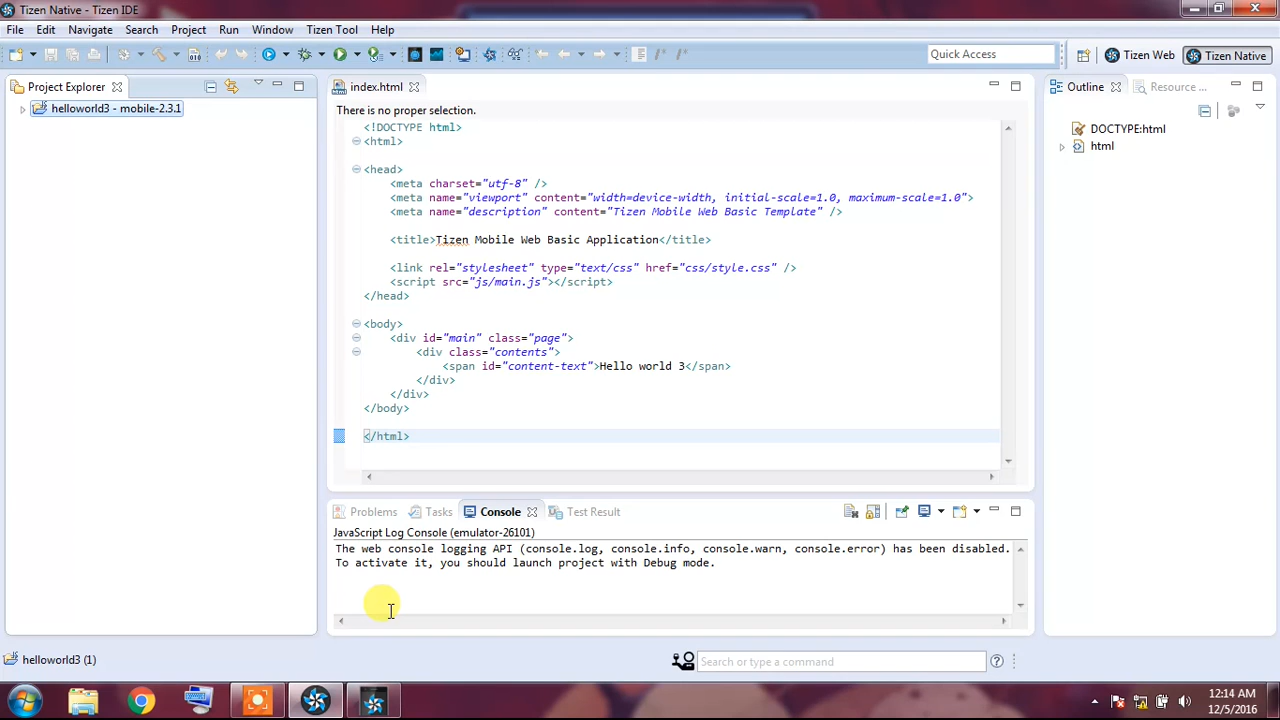 Tizen Native - Tizen IDE
File Edit Navigate Search Project Run Window Tizen Tool Help
Quick Access Tizen Web Tizen Native
Project Explorer
helloworld3 - mobile-2.3.1
index.html
There is no proper selection.
<!DOCTYPE html>
<html>
<head>
<meta charset="utf-8" />
<meta name="viewport" content="width=device-width, initial-scale=1.0, maximum-scale=1.0">
<meta name="description" content="Tizen Mobile Web Basic Template" />
<title>Tizen Mobile Web Basic Application</title>
<link rel="stylesheet" type="text/css" href="css/style.css" />
<script src="js/main.js"></script>
</head>
<body>
<div id="main" class="page">
<div class="contents">
<span id="content-text">Hello world 3</span>
</div>
</div>
</body>
</html>
Outline Resource ...
DOCTYPE:html
html
Problems Tasks Console Test Result
JavaScript Log Console (emulator-26101)
The web console logging API (console.log, console.info, console.warn, console.error) has been disabled.
To activate it, you should launch project with Debug mode.
helloworld3 (1)
Search or type a command
12:14 AM
12/5/2016